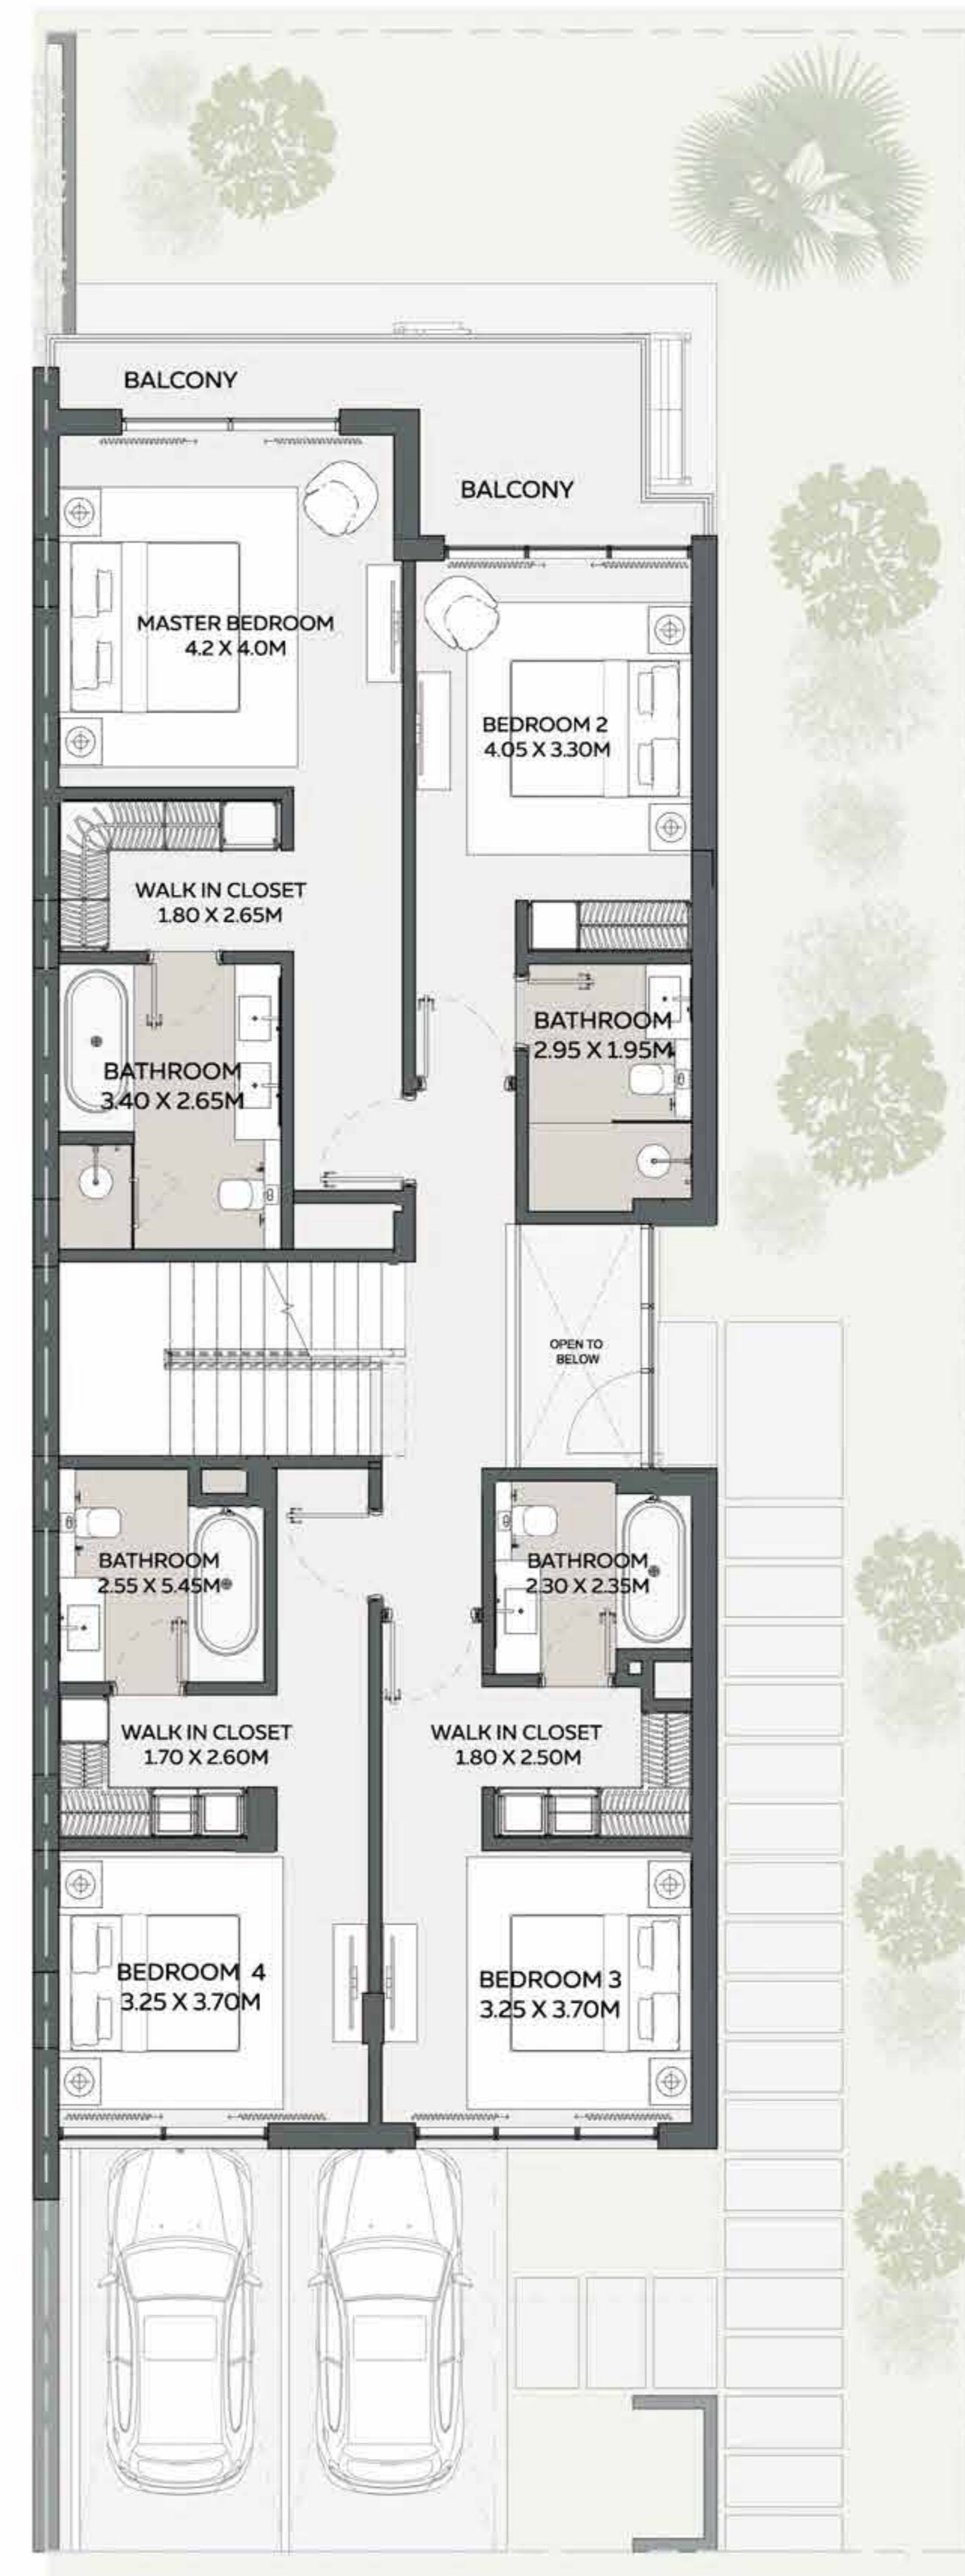 BALCONY
BALCONY
MASTER BEDROOM
4.2 X 4.0M
BEDROOM 2
4.05 X 3.30M
WALK IN CLOSET
1.80 X 2.65M
BATHROOM
2.95 X 1.95M
BATHROOM
3.40 X 2.65M
OPEN TO
BELOW
BATHROOM
2.55 X 5.45M
BATHROOM
2.30 X 2.35M
WALK IN CLOSET
1.70 X 2.60M
WALK IN CLOSET
1.80 X 2.50M
BEDROOM 4
3.25 X 3.70M
BEDROOM 3
3.25 X 3.70M